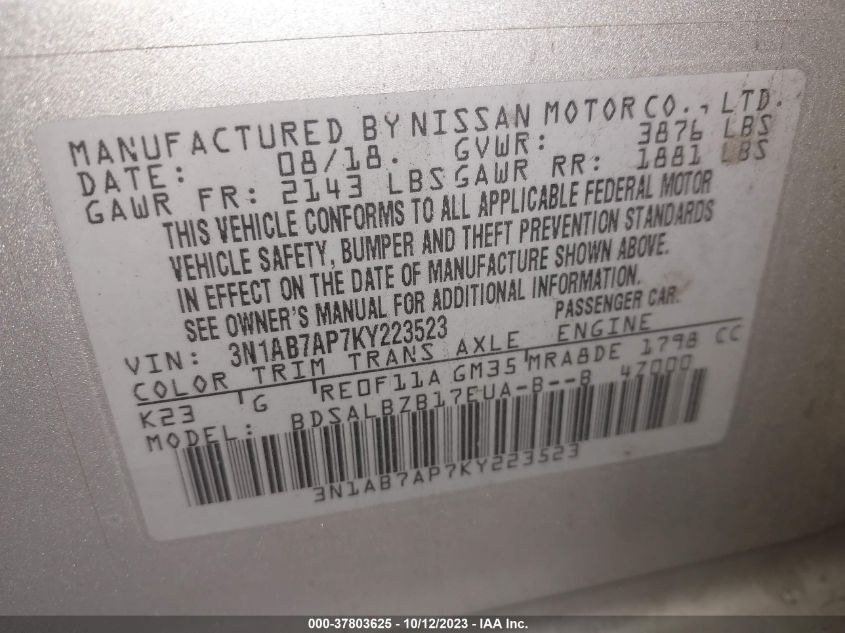 MANUFACTURED BY NISSAN MOTOR CO., LTD.
DATE: 08/18. GVWR: 3876 LBS
GAWR FR: 2143 LBS GAWR RR: 1881 LBS
THIS VEHICLE CONFORMS TO ALL APPLICABLE FEDERAL MOTOR
VEHICLE SAFETY, BUMPER AND THEFT PREVENTION STANDARDS
IN EFFECT ON THE DATE OF MANUFACTURE SHOWN ABOVE.
SEE OWNER'S MANUAL FOR ADDITIONAL INFORMATION.
VIN: 3N1AB7AP7KY223523 PASSENGER CAR.
COLOR TRIM TRANS AXLE ENGINE
K23 G RE0F11A GM35 MRA8DE 1798 CC
MODEL: BDSALBZB17EUA-B--B 47000
3N1AB7AP7KY223523
000-37803625 - 10/12/2023 - IAA Inc.